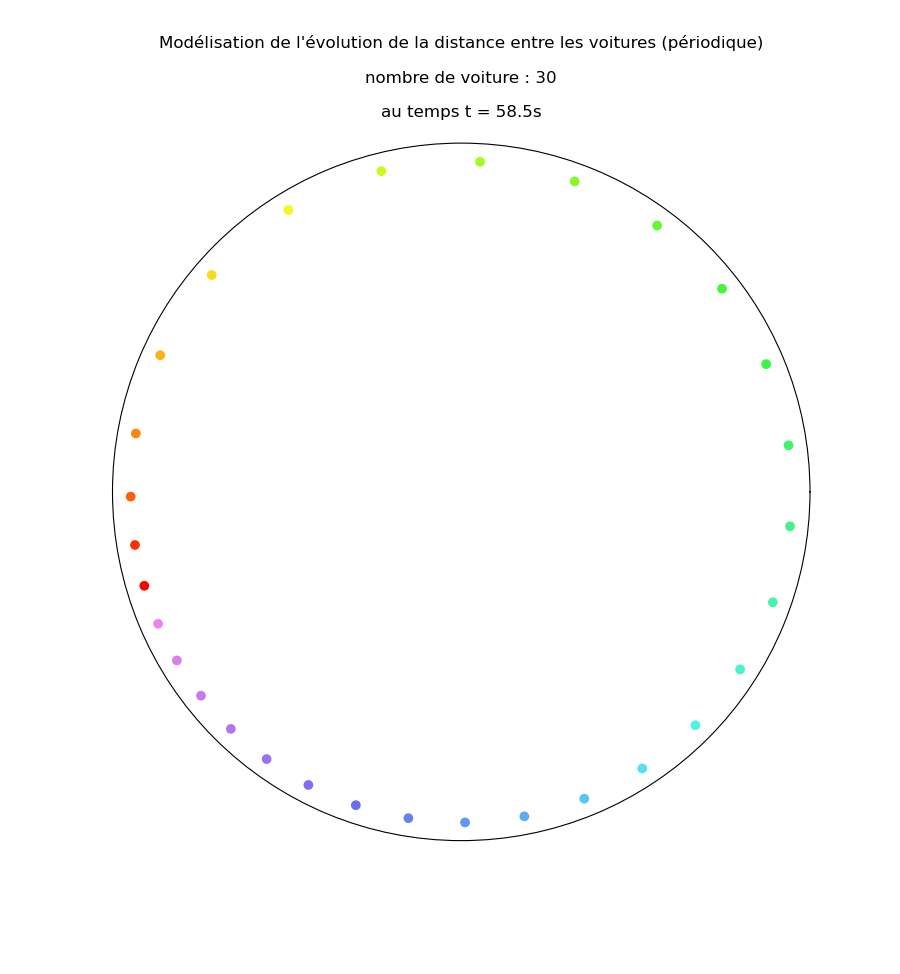 Modélisation de l'évolution de la distance entre les voitures (périodique)
nombre de voiture : 30
au temps t = 58.5s